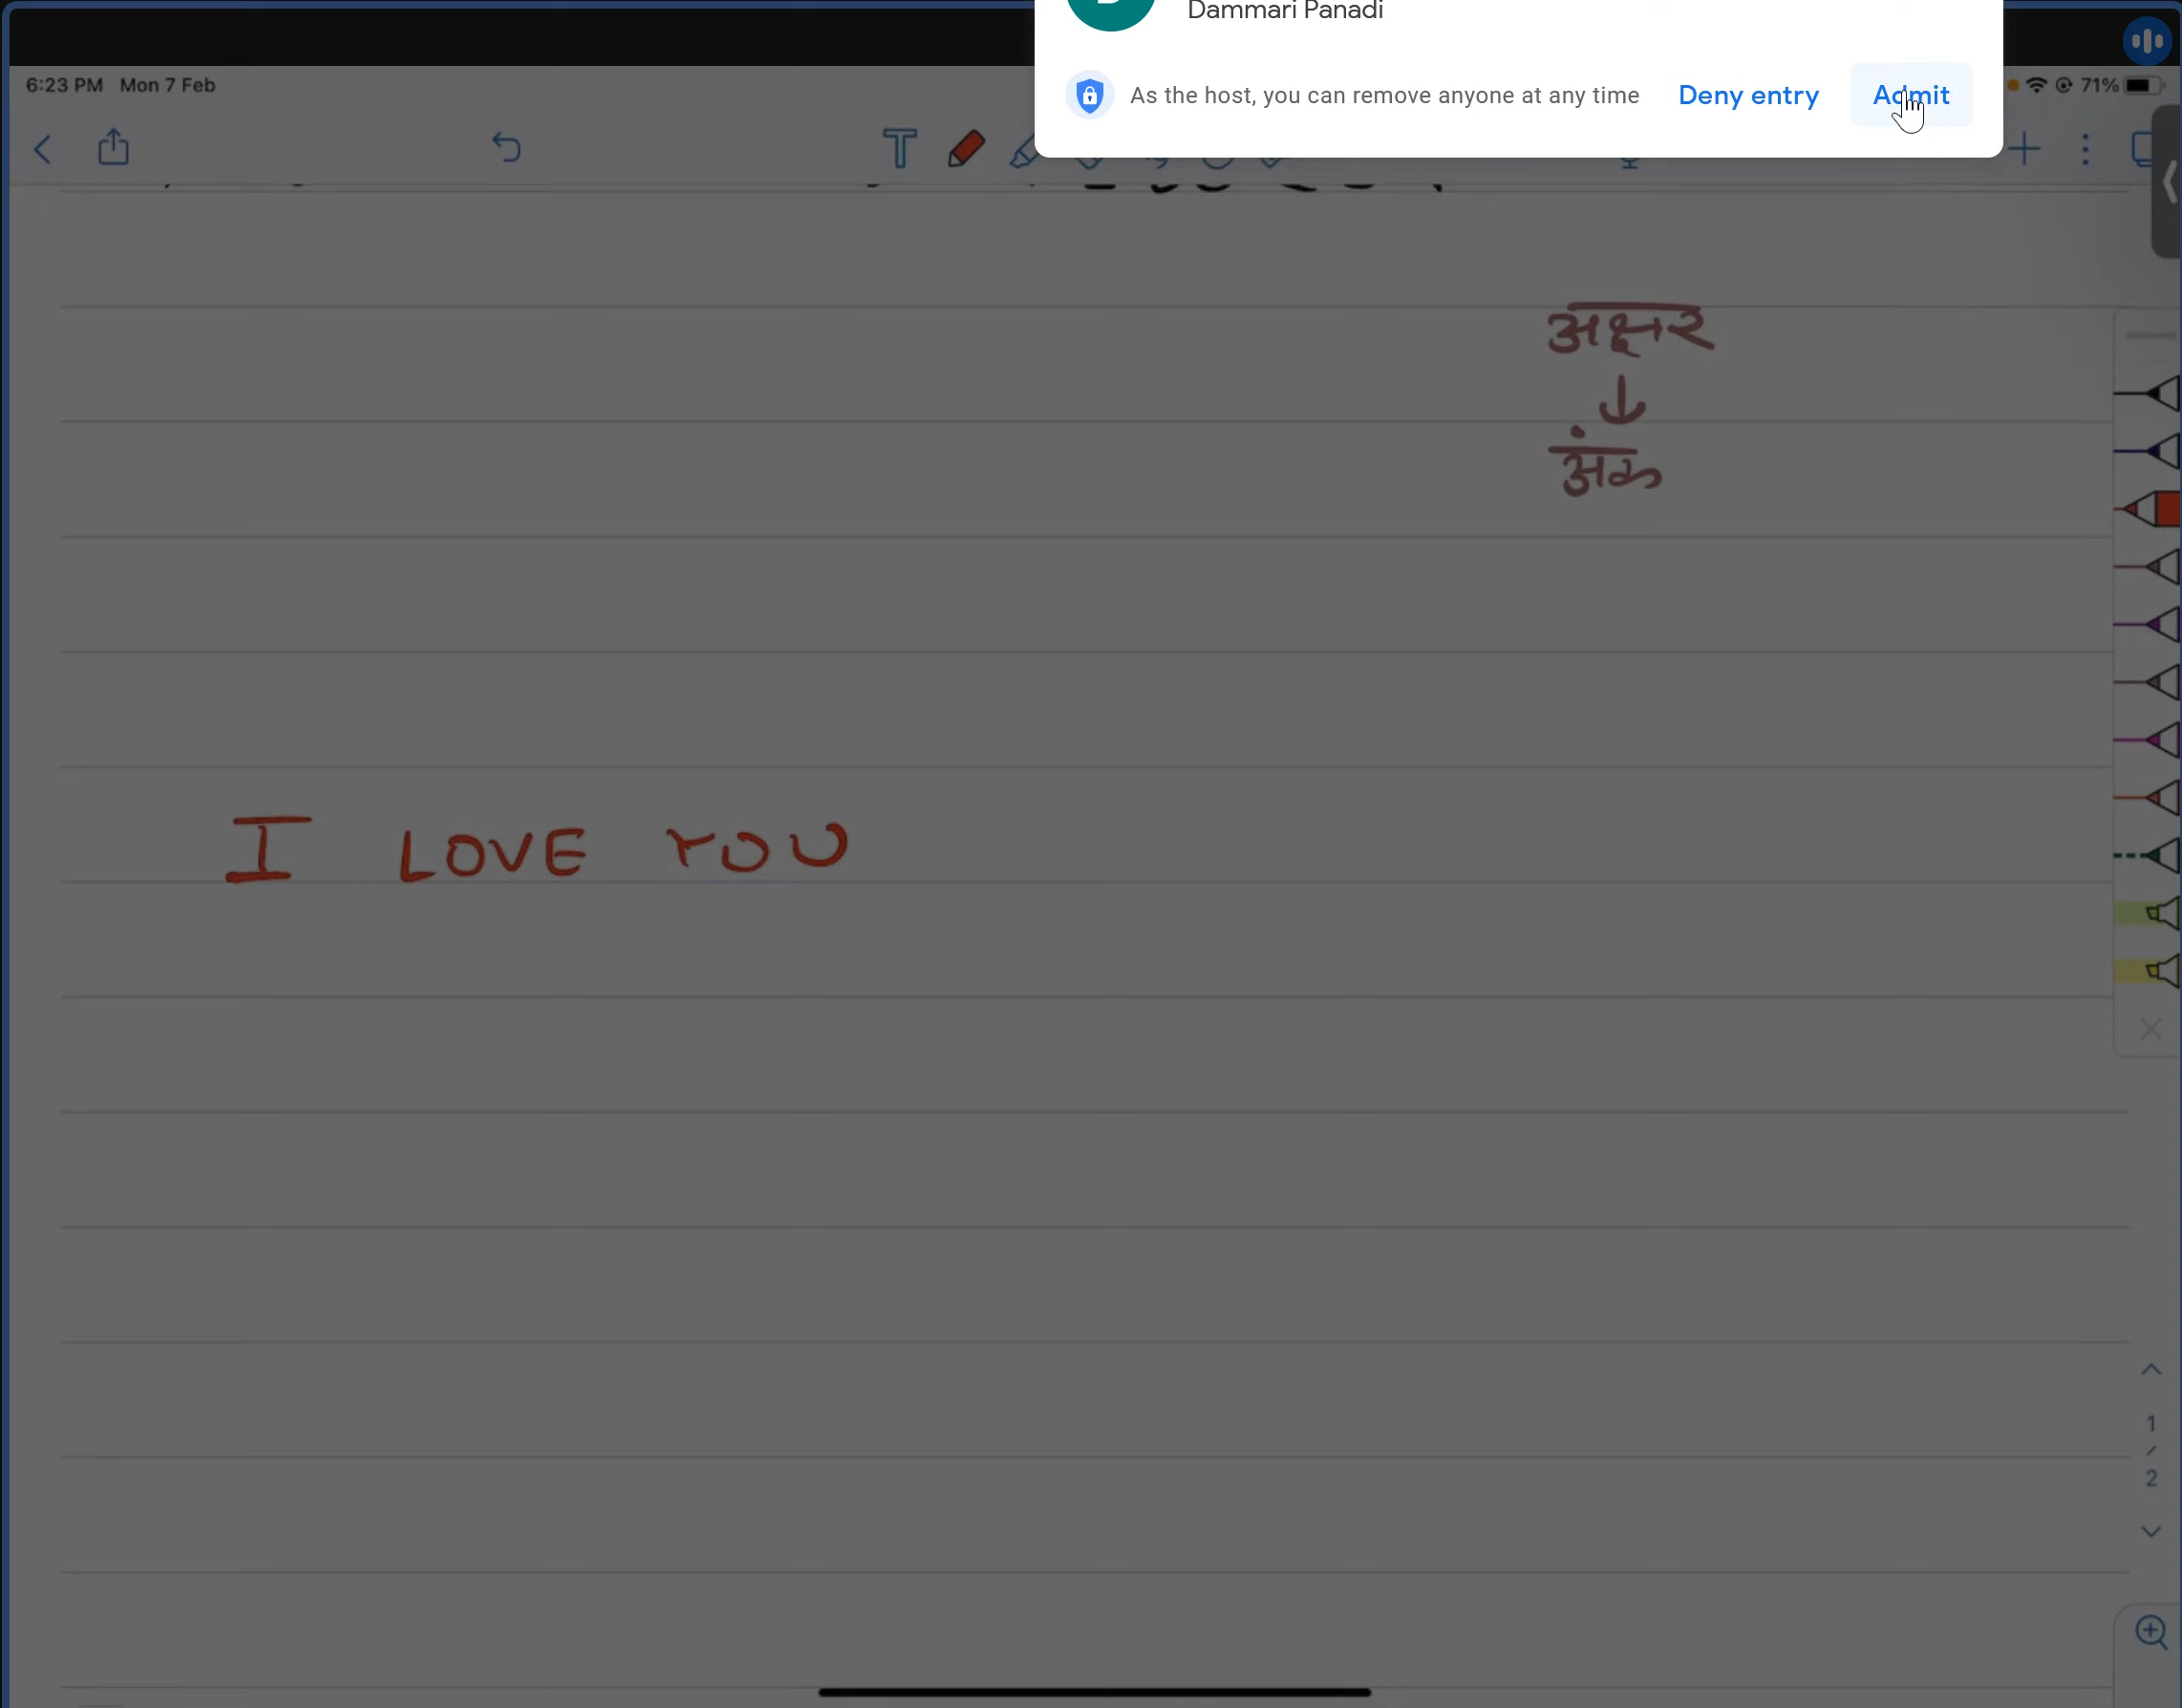 Dammari Panadi
6:23 PM Mon 7 Feb
As the host, you can remove anyone at any time Deny entry Admit
71%
T
अक्षर
अंक
I LOVE YOU
1
/
2